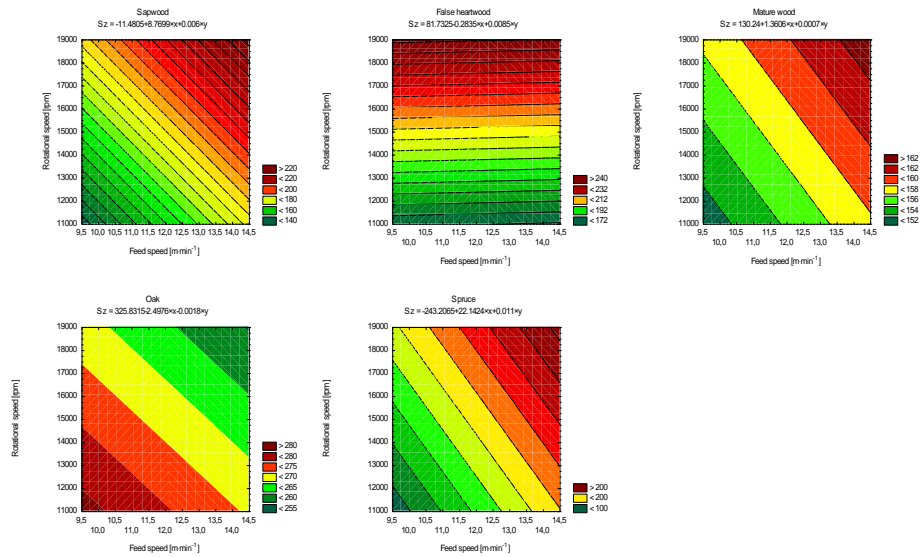 Sapwood
Sz = -11.4805+8.7699×x+0.006×y
19000
18000
17000
16000
15000
14000
13000
12000
11000
Rotational speed [rpm]
9,5 10,5 11,5 12,5 13,5 14,5
10,0 11,0 12,0 13,0 14,0
Feed speed [m·min⁻¹]
> 220
< 220
< 200
< 180
< 160
< 140
False heartwood
Sz = 81.7325-0.2835×x+0.0085×y
19000
18000
17000
16000
15000
14000
13000
12000
11000
Rotational speed [rpm]
9,5 10,5 11,5 12,5 13,5 14,5
10,0 11,0 12,0 13,0 14,0
Feed speed [m·min⁻¹]
> 240
< 232
< 212
< 192
< 172
Mature wood
Sz = 130.24+1.3606×x+0.0007×y
19000
18000
17000
16000
15000
14000
13000
12000
11000
Rotational speed [rpm]
9,5 10,5 11,5 12,5 13,5 14,5
10,0 11,0 12,0 13,0 14,0
Feed speed [m·min⁻¹]
> 162
< 162
< 160
< 158
< 156
< 154
< 152
Oak
Sz = 325.8315-2.4976×x-0.0018×y
19000
18000
17000
16000
15000
14000
13000
12000
11000
Rotational speed [rpm]
9,5 10,5 11,5 12,5 13,5 14,5
10,0 11,0 12,0 13,0 14,0
Feed speed [m·min⁻¹]
> 280
< 280
< 275
< 270
< 265
< 260
< 255
Spruce
Sz = -243.2065+22.1424×x+0.011×y
19000
18000
17000
16000
15000
14000
13000
12000
11000
Rotational speed [rpm]
9,5 10,5 11,5 12,5 13,5 14,5
10,0 11,0 12,0 13,0 14,0
Feed speed [m·min⁻¹]
> 200
< 200
< 100